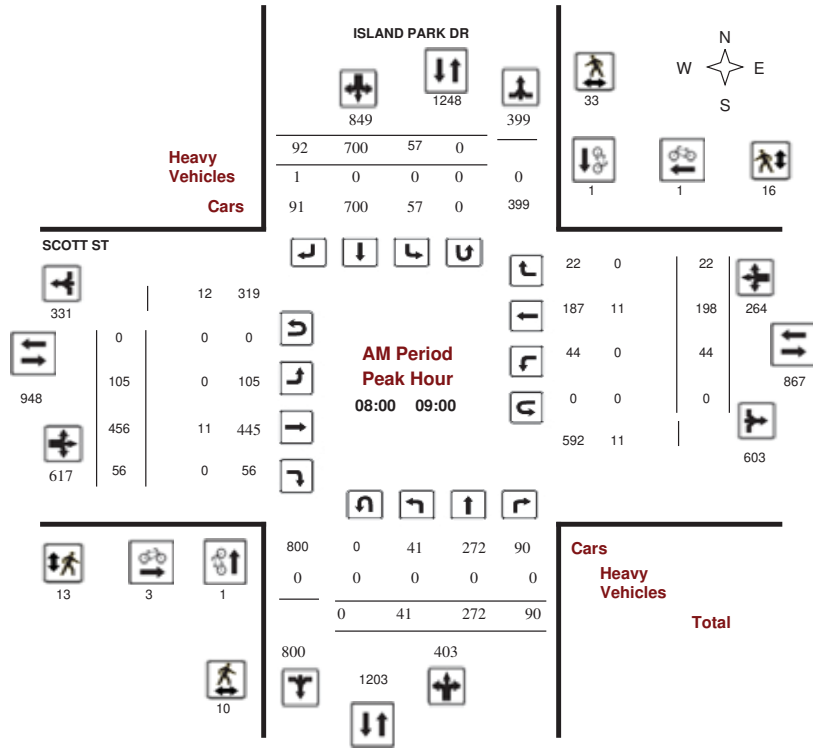 ISLAND PARK DR
N
W E
S
1248
33
849 399
92 700 57 0
Heavy
Vehicles
1 0 0 0 0
1 1 16
Cars 91 700 57 0 399
SCOTT ST
22 0 22
331 12 319
187 11 198 264
0 0 0
AM Period
44 0 44
Peak Hour
105 0 105
867
948
08:00 09:00
0 0 0
456 11 445
592 11
603
617 56 0 56
800 0 41 272 90 Cars
0 0 0 0 0 Heavy
Vehicles
13 3 1
0 41 272 90 Total
800 403
1203
10